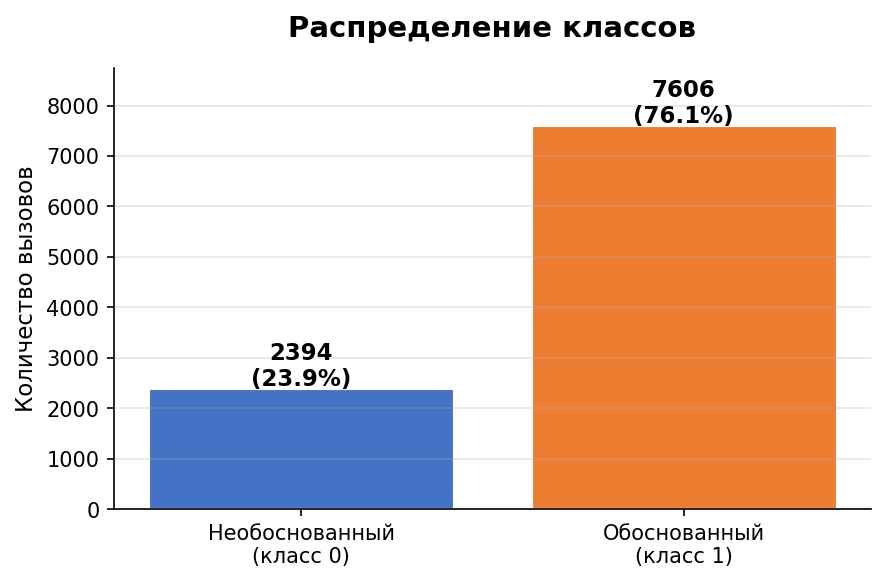 Распределение классов
Количество вызовов
8000
7000
6000
5000
4000
3000
2000
1000
0
2394
(23.9%)
7606
(76.1%)
Необоснованный
(класс 0)
Обоснованный
(класс 1)